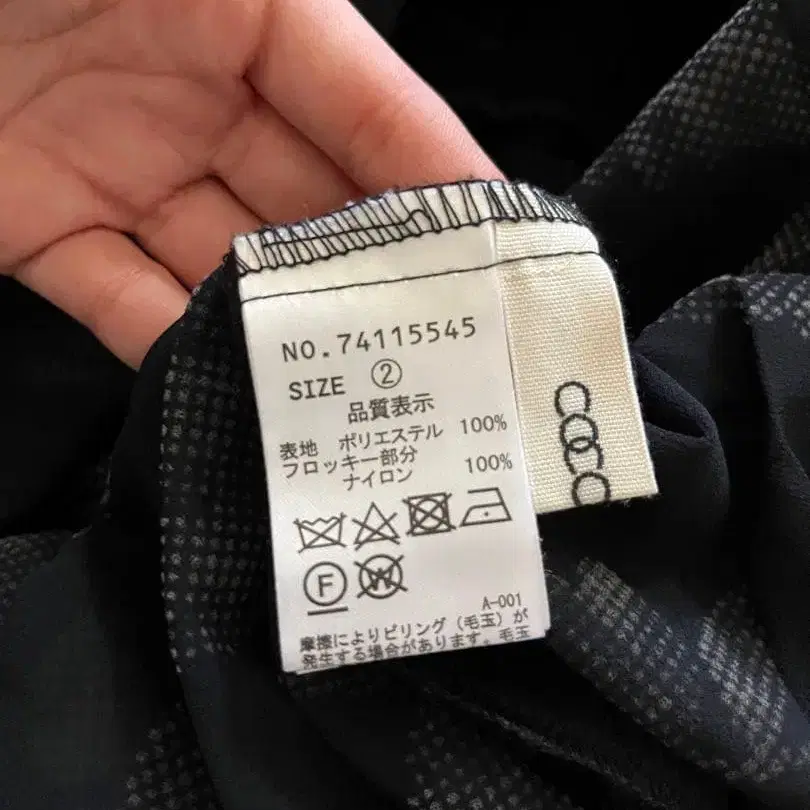 NO.74115545
SIZE ②
品質表示
表地 ポリエステル 100%
フロッキー部分
ナイロン 100%
F
W
A-001
摩擦によりピリング(毛玉)が
発生する場合があります。毛玉
COCO